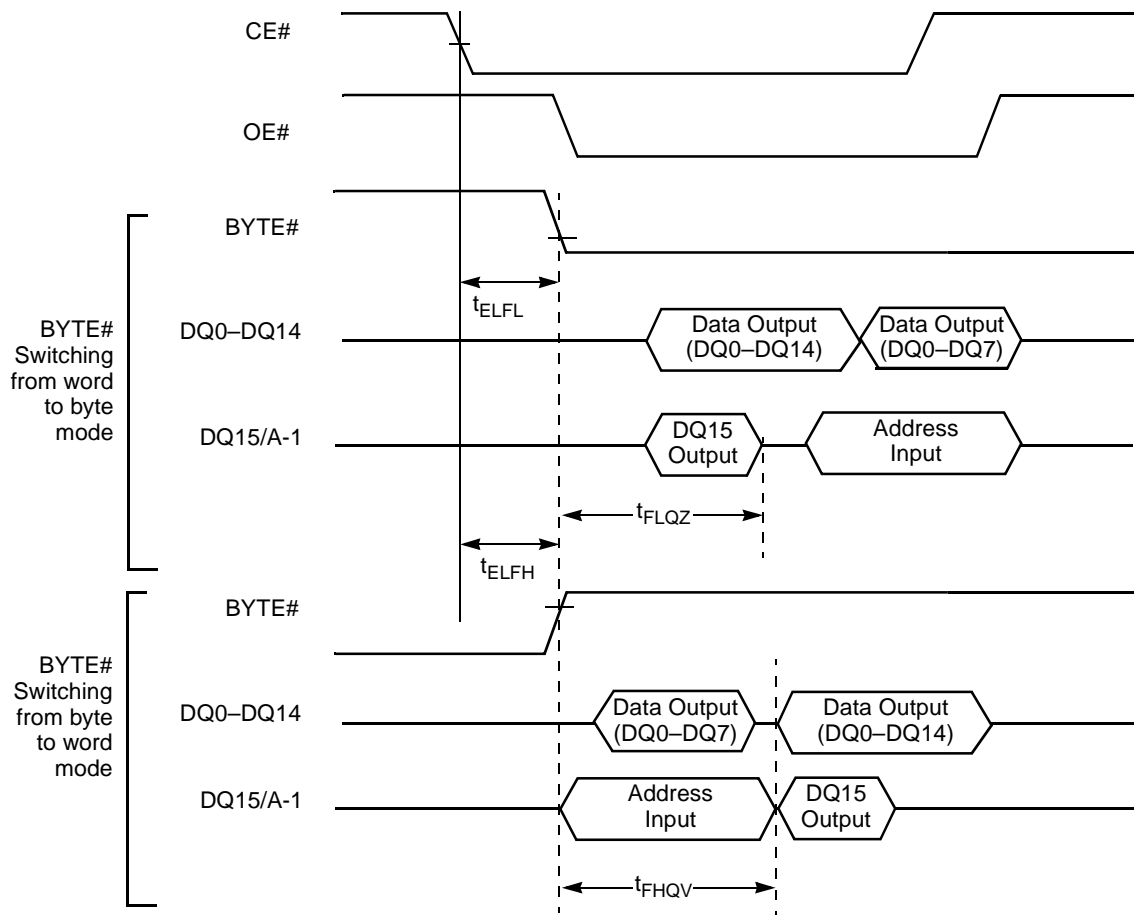 CE#
OE#
BYTE#
tELFL
BYTE#
Switching
from word
to byte
mode
DQ0–DQ14
Data Output
(DQ0–DQ14)
Data Output
(DQ0–DQ7)
DQ15/A-1
DQ15
Output
Address
Input
tFLQZ
tELFH
BYTE#
BYTE#
Switching
from byte
to word
mode
DQ0–DQ14
Data Output
(DQ0–DQ7)
Data Output
(DQ0–DQ14)
DQ15/A-1
Address
Input
DQ15
Output
tFHQV